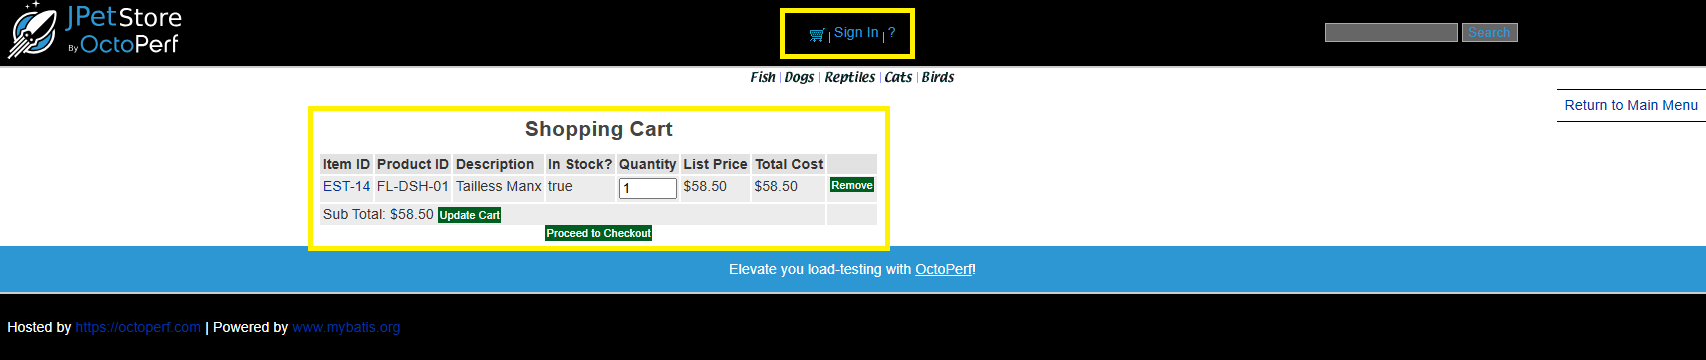 JPetStore
By OctoPerf
| Sign In | ?
Search
Fish | Dogs | Reptiles | Cats | Birds
Return to Main Menu
Shopping Cart
Item ID Product ID Description In Stock? Quantity List Price Total Cost
EST-14 FL-DSH-01 Tailless Manx true 1 $58.50 $58.50 Remove
Sub Total: $58.50 Update Cart
Proceed to Checkout
Elevate you load-testing with OctoPerf!
Hosted by https://octoperf.com | Powered by www.mybatis.org